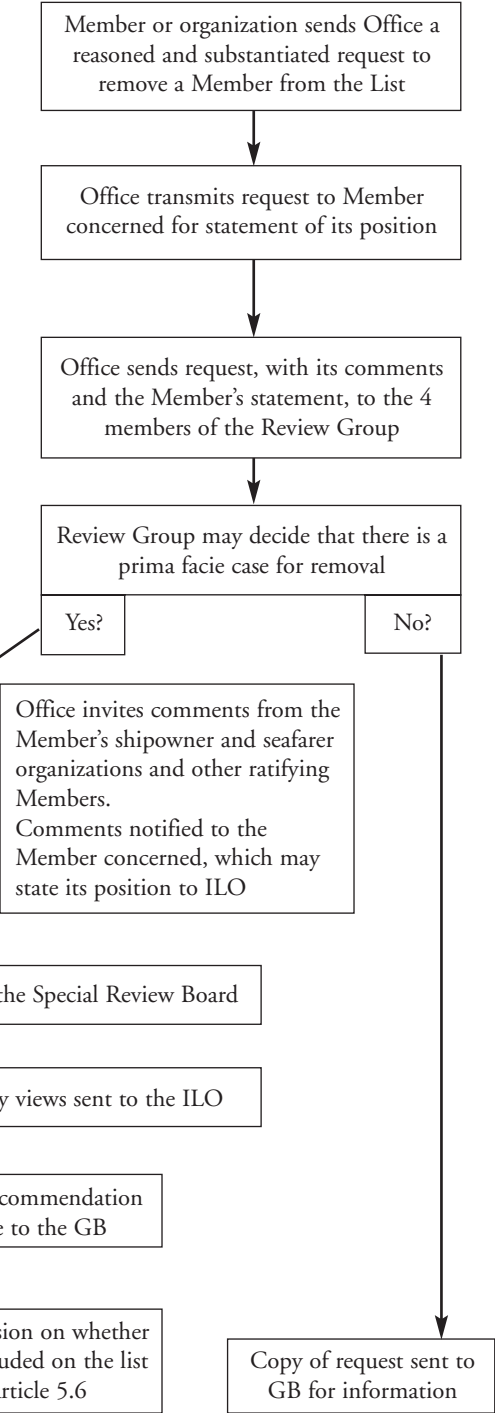 Member or organization sends Office a
reasoned and substantiated request to
remove a Member from the List
Office transmits request to Member
concerned for statement of its position
Office sends request, with its comments
and the Member's statement, to the 4
members of the Review Group
Review Group may decide that there is a
prima facie case for removal
Yes?
No?
Office invites comments from the
Member's shipowner and seafarer
organizations and other ratifying
Members.
Comments notified to the
Member concerned, which may
state its position to ILO
the Special Review Board
views sent to the ILO
to the GB
on whether
on the list
5.6
Copy of request sent to
GB for information